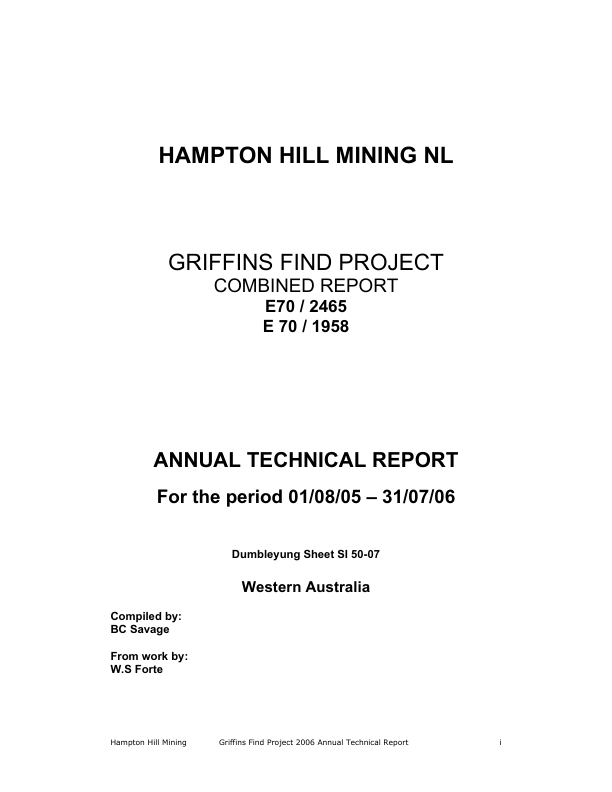 HAMPTON HILL MINING NL
GRIFFINS FIND PROJECT
COMBINED REPORT
E70 / 2465
E 70 / 1958
ANNUAL TECHNICAL REPORT
For the period 01/08/05 – 31/07/06
Dumbleyung Sheet SI 50-07
Western Australia
Compiled by:
BC Savage
From work by:
W.S Forte
Hampton Hill Mining Griffins Find Project 2006 Annual Technical Report i